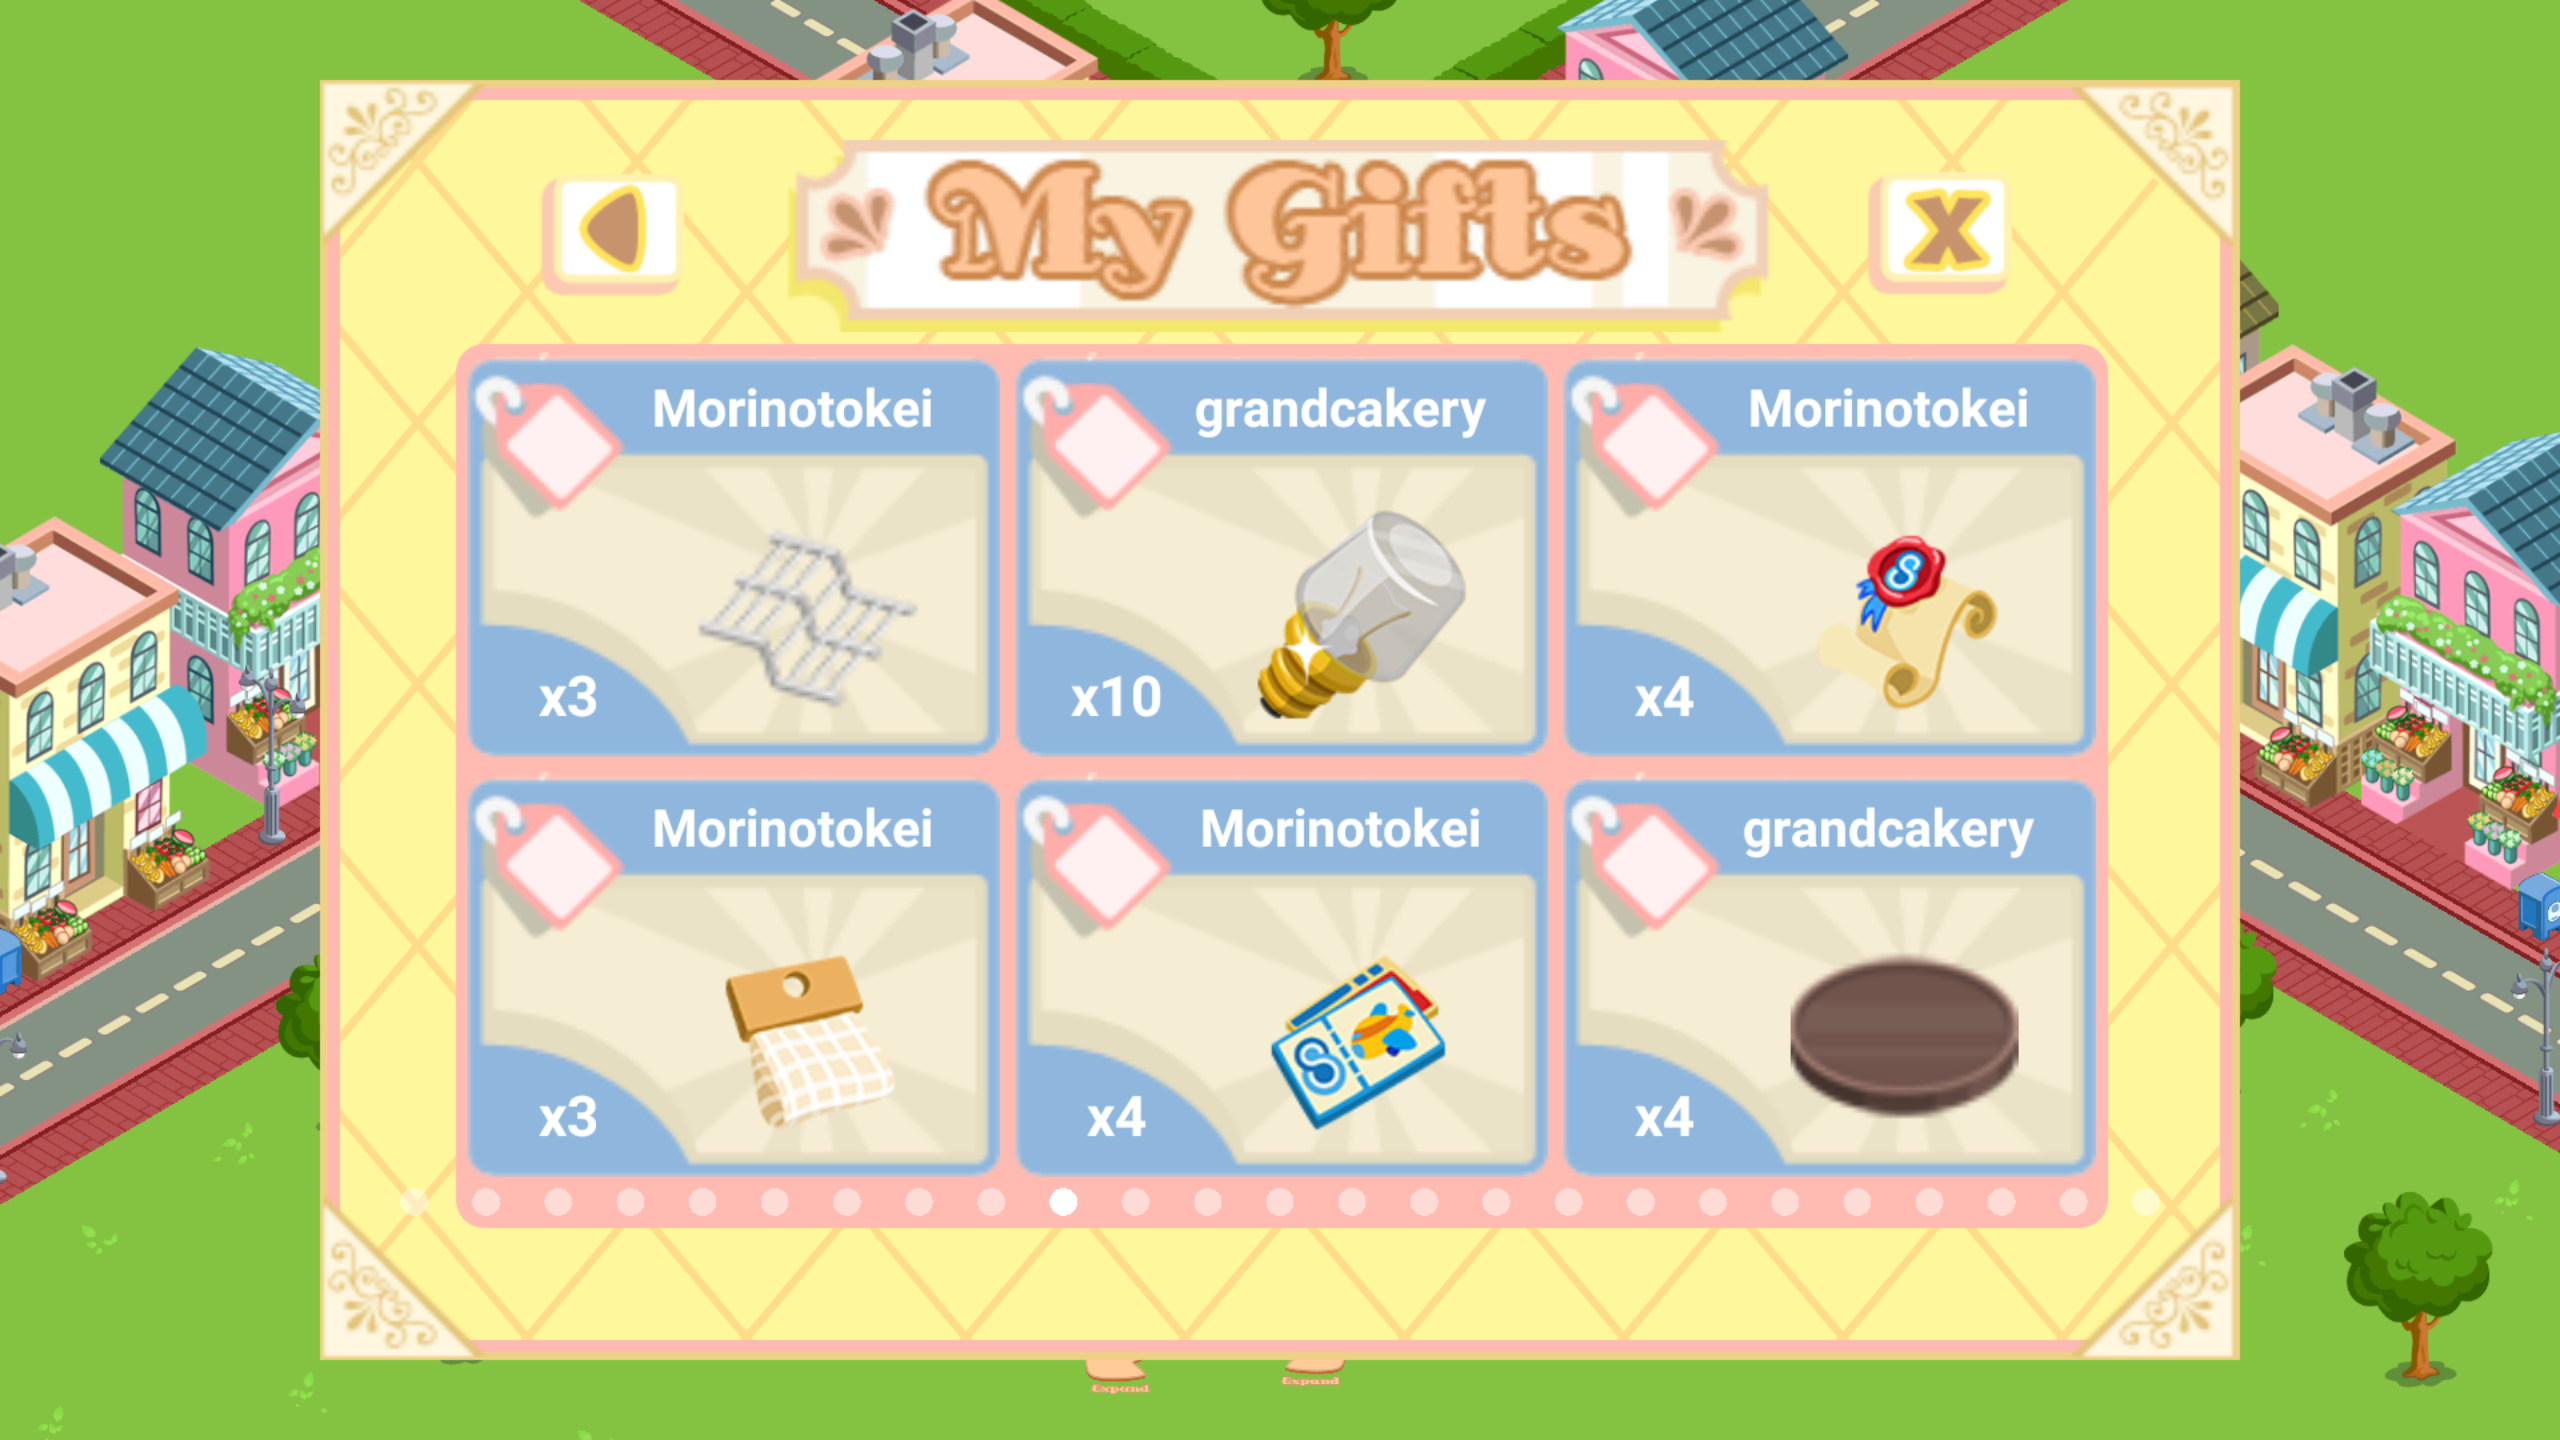 My Gifts
X
Morinotokei
x3
grandcakery
x10
Morinotokei
S
x4
Morinotokei
x3
Morinotokei
S
x4
grandcakery
x4
Expand
Expand